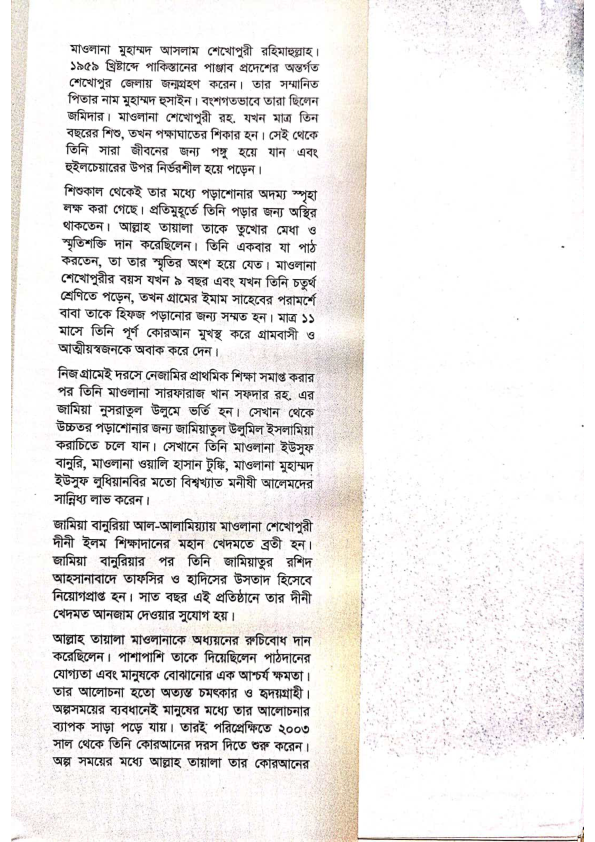 মাওলানা মুহাম্মদ আসলাম শেখোপুরী রহিমাহুল্লাহ।
১৯৫৯ খ্রিষ্টাব্দে পাকিস্তানের পাঞ্জাব প্রদেশের অন্তর্গত
শেখোপুর জেলায় জন্মগ্রহণ করেন। তার সম্মানিত
পিতার নাম মুহাম্মদ হুসাইন। বংশগতভাবে তারা ছিলেন
জমিদার। মাওলানা শেখোপুরী রহ. যখন মাত্র তিন
বছরের শিশু, তখন পক্ষাঘাতের শিকার হন। সেই থেকে
তিনি সারা জীবনের জন্য পঙ্গু হয়ে যান এবং
হুইলচেয়ারের উপর নির্ভরশীল হয়ে পড়েন।
শিশুকাল থেকেই তার মধ্যে পড়াশোনার অদম্য স্পৃহা
লক্ষ করা গেছে। প্রতিমুহূর্তে তিনি পড়ার জন্য অস্থির
থাকতেন। আল্লাহ তায়ালা তাকে তুখোর মেধা ও
স্মৃতিশক্তি দান করেছিলেন। তিনি একবার যা পাঠ
করতেন, তা তার স্মৃতির অংশ হয়ে যেত। মাওলানা
শেখোপুরীর বয়স যখন ৯ বছর এবং যখন তিনি চতুর্থ
শ্রেণিতে পড়েন, তখন গ্রামের ইমাম সাহেবের পরামর্শে
বাবা তাকে হিফজ পড়ানোর জন্য সম্মত হন। মাত্র ১১
মাসে তিনি পূর্ণ কোরআন মুখস্থ করে গ্রামবাসী ও
আত্মীয়স্বজনকে অবাক করে দেন।
নিজ গ্রামেই দরসে নেজামির প্রাথমিক শিক্ষা সমাপ্ত করার
পর তিনি মাওলানা সারফারাজ খান সফদার রহ. এর
জামিয়া নুসরাতুল উলুমে ভর্তি হন। সেখান থেকে
উচ্চতর পড়াশোনার জন্য জামিয়াতুল উলুমিল ইসলামিয়া
করাচিতে চলে যান। সেখানে তিনি মাওলানা ইউসুফ
বানুরি, মাওলানা ওয়ালি হাসান টুঙ্কি, মাওলানা মুহাম্মদ
ইউসুফ লুধিয়ানবির মতো বিশ্বখ্যাত মনীষী আলেমদের
সান্নিধ্য লাভ করেন।
জামিয়া বানুরিয়া আল-আলামিয়্যায় মাওলানা শেখোপুরী
দীনী ইলম শিক্ষাদানের মহান খেদমতে ব্রতী হন।
জামিয়া বানুরিয়ার পর তিনি জামিয়াতুর রশিদ
আহসানাবাদে তাফসির ও হাদিসের উসতাদ হিসেবে
নিয়োগপ্রাপ্ত হন। সাত বছর এই প্রতিষ্ঠানে তার দীনী
খেদমত আনজাম দেওয়ার সুযোগ হয়।
আল্লাহ তায়ালা মাওলানাকে অধ্যয়নের রুচিবোধ দান
করেছিলেন। পাশাপাশি তাকে দিয়েছিলেন পাঠদানের
যোগ্যতা এবং মানুষকে বোঝানোর এক আশ্চর্য ক্ষমতা।
তার আলোচনা হতো অত্যন্ত চমৎকার ও হৃদয়গ্রাহী।
অল্পসময়ের ব্যবধানেই মানুষের মধ্যে তার আলোচনার
ব্যাপক সাড়া পড়ে যায়। তারই পরিপ্রেক্ষিতে ২০০৩
সাল থেকে তিনি কোরআনের দরস দিতে শুরু করেন।
অল্প সময়ের মধ্যে আল্লাহ তায়ালা তার কোরআনের